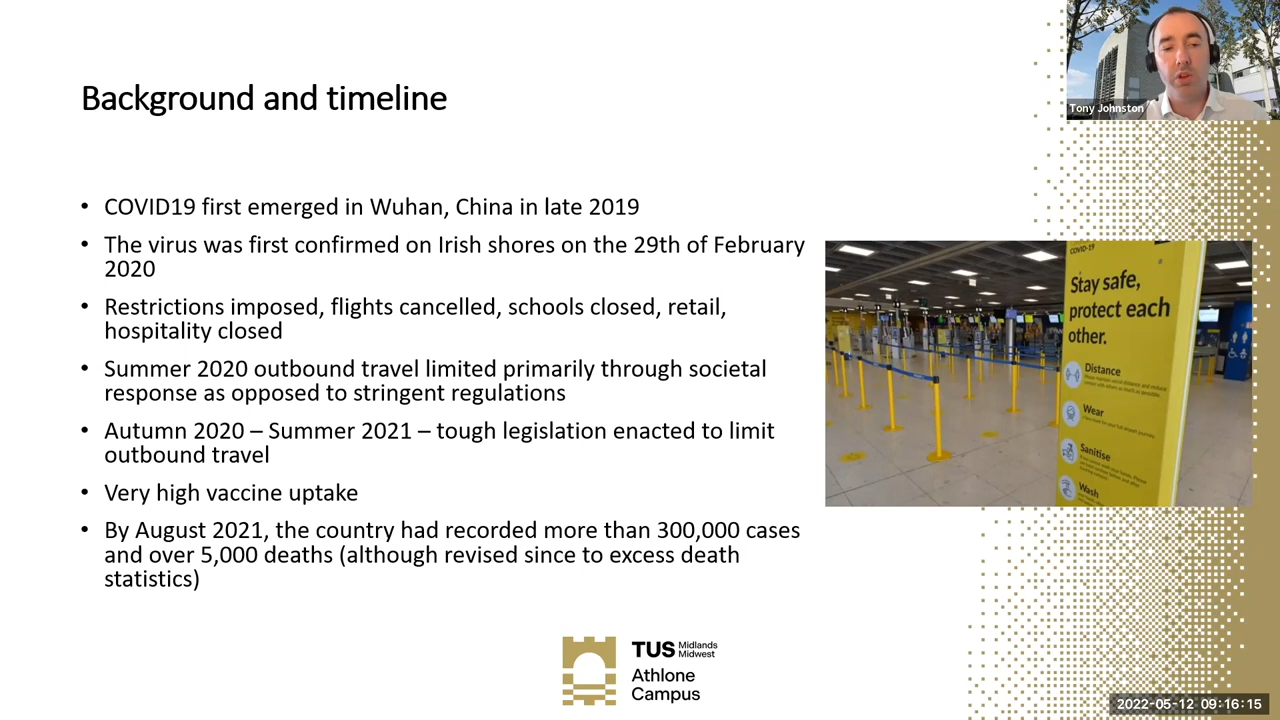 Background and timeline
Tony Johnston
• COVID19 first emerged in Wuhan, China in late 2019
• The virus was first confirmed on Irish shores on the 29th of February
2020
• Restrictions imposed, flights cancelled, schools closed, retail,
hospitality closed
• Summer 2020 outbound travel limited primarily through societal
response as opposed to stringent regulations
• Autumn 2020 – Summer 2021 – tough legislation enacted to limit
outbound travel
• Very high vaccine uptake
• By August 2021, the country had recorded more than 300,000 cases
and over 5,000 deaths (although revised since to excess death
statistics)
COVID-19
Stay safe,
protect each
other.
Distance
Wear
Sanitise
Wash
TUS Midlands
Midwest
Athlone
Campus
2022-05-12 09:16:15